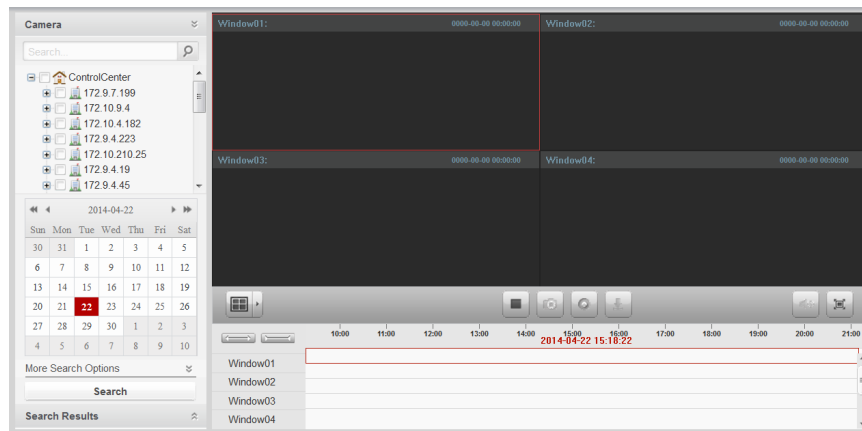 Camera
Search...
ControlCenter
172.9.7.199
172.10.9.4
172.10.4.182
172.9.4.223
172.10.210.25
172.9.4.19
172.9.4.45
2014-04-22
Sun Mon Tue Wed Thu Fri Sat
30 31 1 2 3 4 5
6 7 8 9 10 11 12
13 14 15 16 17 18 19
20 21 22 23 24 25 26
27 28 29 30 1 2 3
4 5 6 7 8 9 10
More Search Options
Search
Search Results
Window01: 0000-00-00 00:00:00
Window02: 0000-00-00 00:00:00
Window03: 0000-00-00 00:00:00
Window04: 0000-00-00 00:00:00
10:00 11:00 12:00 13:00 14:00 15:00 16:00 17:00 18:00 19:00 20:00 21:00
2014-04-22 15:18:22
Window01
Window02
Window03
Window04